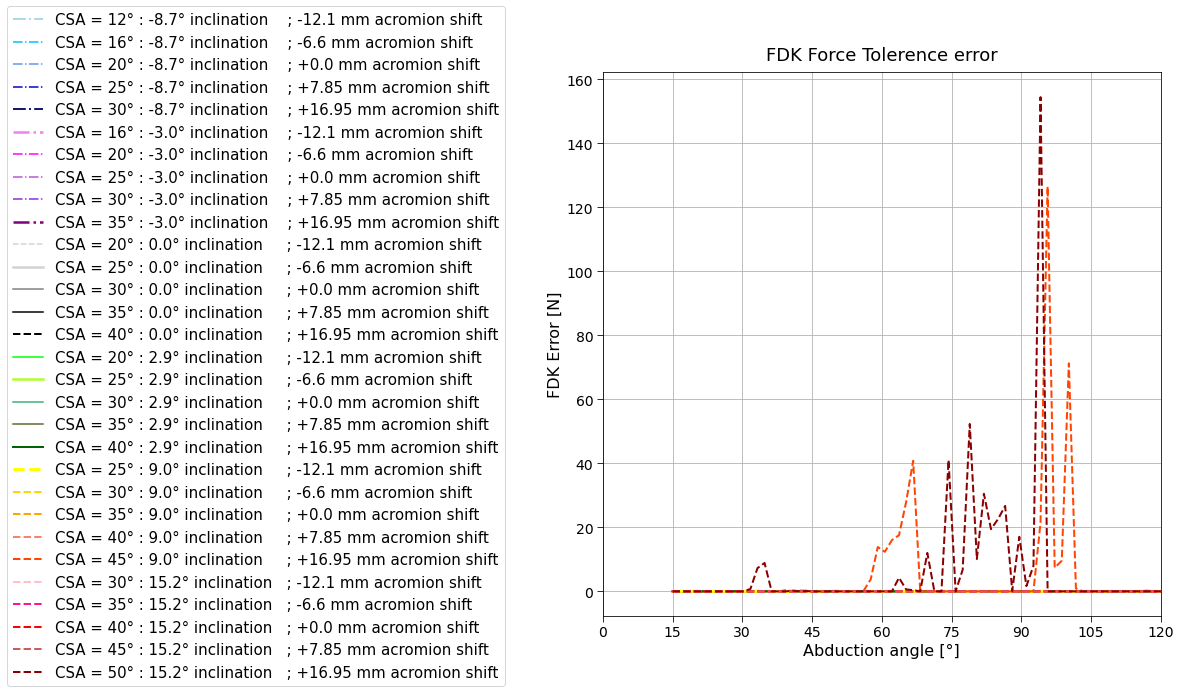 CSA = 12° : -8.7° inclination ; -12.1 mm acromion shift
CSA = 16° : -8.7° inclination ; -6.6 mm acromion shift
CSA = 20° : -8.7° inclination ; +0.0 mm acromion shift
CSA = 25° : -8.7° inclination ; +7.85 mm acromion shift
CSA = 30° : -8.7° inclination ; +16.95 mm acromion shift
CSA = 16° : -3.0° inclination ; -12.1 mm acromion shift
CSA = 20° : -3.0° inclination ; -6.6 mm acromion shift
CSA = 25° : -3.0° inclination ; +0.0 mm acromion shift
CSA = 30° : -3.0° inclination ; +7.85 mm acromion shift
CSA = 35° : -3.0° inclination ; +16.95 mm acromion shift
CSA = 20° : 0.0° inclination ; -12.1 mm acromion shift
CSA = 25° : 0.0° inclination ; -6.6 mm acromion shift
CSA = 30° : 0.0° inclination ; +0.0 mm acromion shift
CSA = 35° : 0.0° inclination ; +7.85 mm acromion shift
CSA = 40° : 0.0° inclination ; +16.95 mm acromion shift
CSA = 20° : 2.9° inclination ; -12.1 mm acromion shift
CSA = 25° : 2.9° inclination ; -6.6 mm acromion shift
CSA = 30° : 2.9° inclination ; +0.0 mm acromion shift
CSA = 35° : 2.9° inclination ; +7.85 mm acromion shift
CSA = 40° : 2.9° inclination ; +16.95 mm acromion shift
CSA = 25° : 9.0° inclination ; -12.1 mm acromion shift
CSA = 30° : 9.0° inclination ; -6.6 mm acromion shift
CSA = 35° : 9.0° inclination ; +0.0 mm acromion shift
CSA = 40° : 9.0° inclination ; +7.85 mm acromion shift
CSA = 45° : 9.0° inclination ; +16.95 mm acromion shift
CSA = 30° : 15.2° inclination ; -12.1 mm acromion shift
CSA = 35° : 15.2° inclination ; -6.6 mm acromion shift
CSA = 40° : 15.2° inclination ; +0.0 mm acromion shift
CSA = 45° : 15.2° inclination ; +7.85 mm acromion shift
CSA = 50° : 15.2° inclination ; +16.95 mm acromion shift
FDK Force Tolerence error
FDK Error [N]
160
140
120
100
80
60
40
20
0
0 15 30 45 60 75 90 105 120
Abduction angle [°]